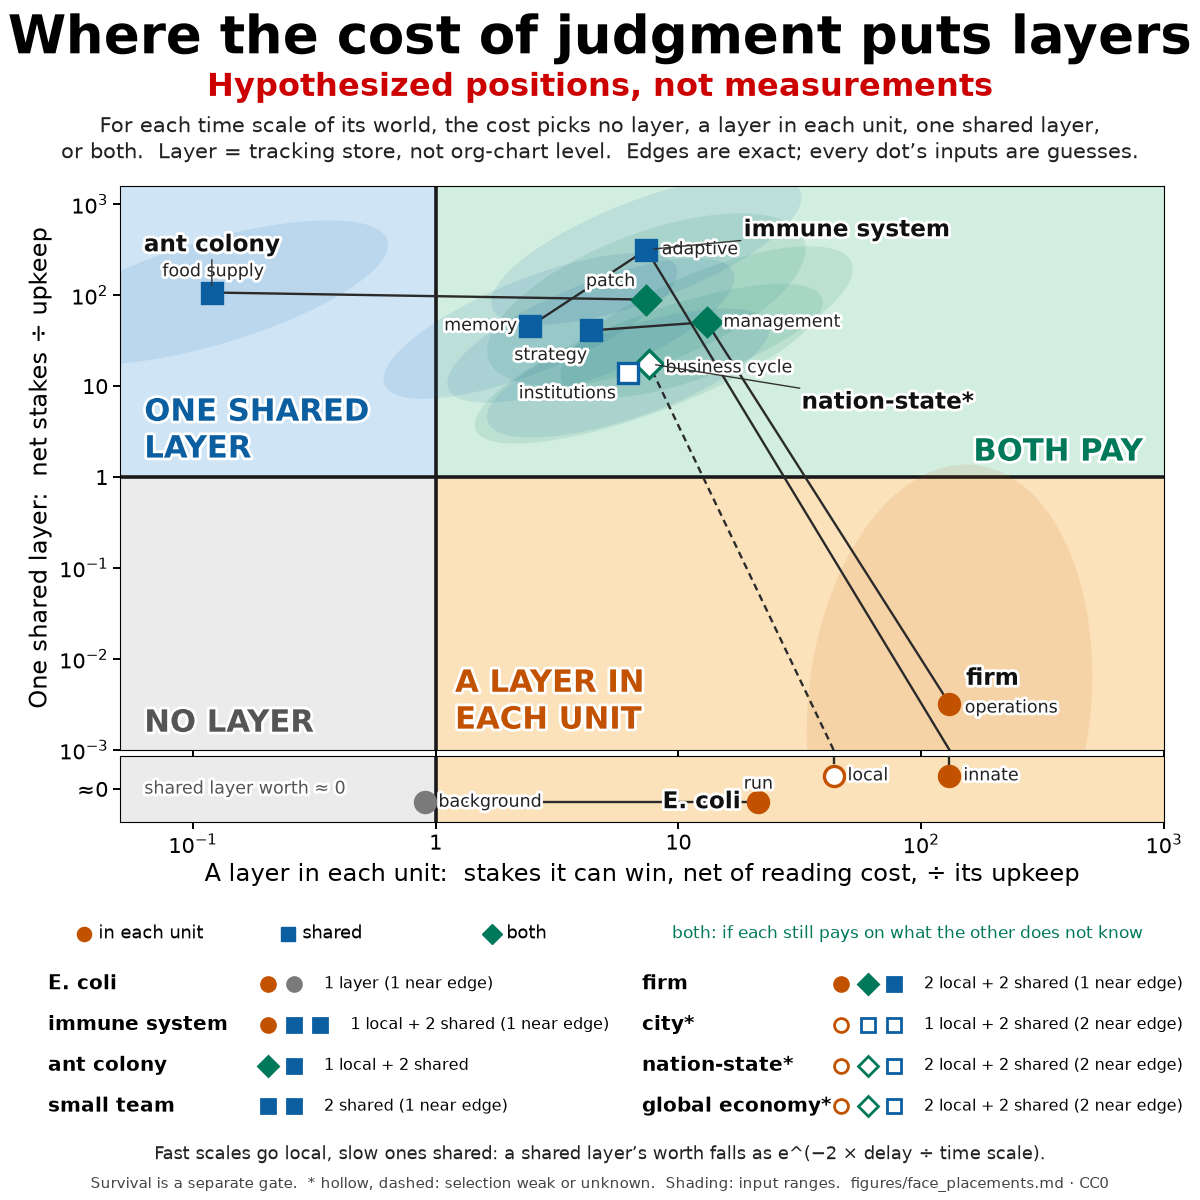 Where the cost of judgment puts layers
Hypothesized positions, not measurements
For each time scale of its world, the cost picks no layer, a layer in each unit, one shared layer,
or both. Layer = tracking store, not org-chart level. Edges are exact; every dot’s inputs are guesses.
One shared layer: net stakes ÷ upkeep
10³
10²
10
1
10⁻¹
10⁻²
10⁻³
≈0
ant colony
food supply
immune system
adaptive
patch
memory
management
strategy
business cycle
institutions
nation-state*
ONE SHARED
LAYER
BOTH PAY
NO LAYER
A LAYER IN
EACH UNIT
firm
operations
shared layer worth ≈ 0
background
E. coli
run
local
innate
10⁻¹
1
10
10²
10³
A layer in each unit: stakes it can win, net of reading cost, ÷ its upkeep
in each unit
shared
both
both: if each still pays on what the other does not know
E. coli
1 layer (1 near edge)
firm
2 local + 2 shared (1 near edge)
immune system
1 local + 2 shared (1 near edge)
city*
1 local + 2 shared (2 near edge)
ant colony
1 local + 2 shared
nation-state*
2 local + 2 shared (2 near edge)
small team
2 shared (1 near edge)
global economy*
2 local + 2 shared (2 near edge)
Fast scales go local, slow ones shared: a shared layer’s worth falls as e^(−2 × delay ÷ time scale).
Survival is a separate gate. * hollow, dashed: selection weak or unknown. Shading: input ranges. figures/face_placements.md · CC0